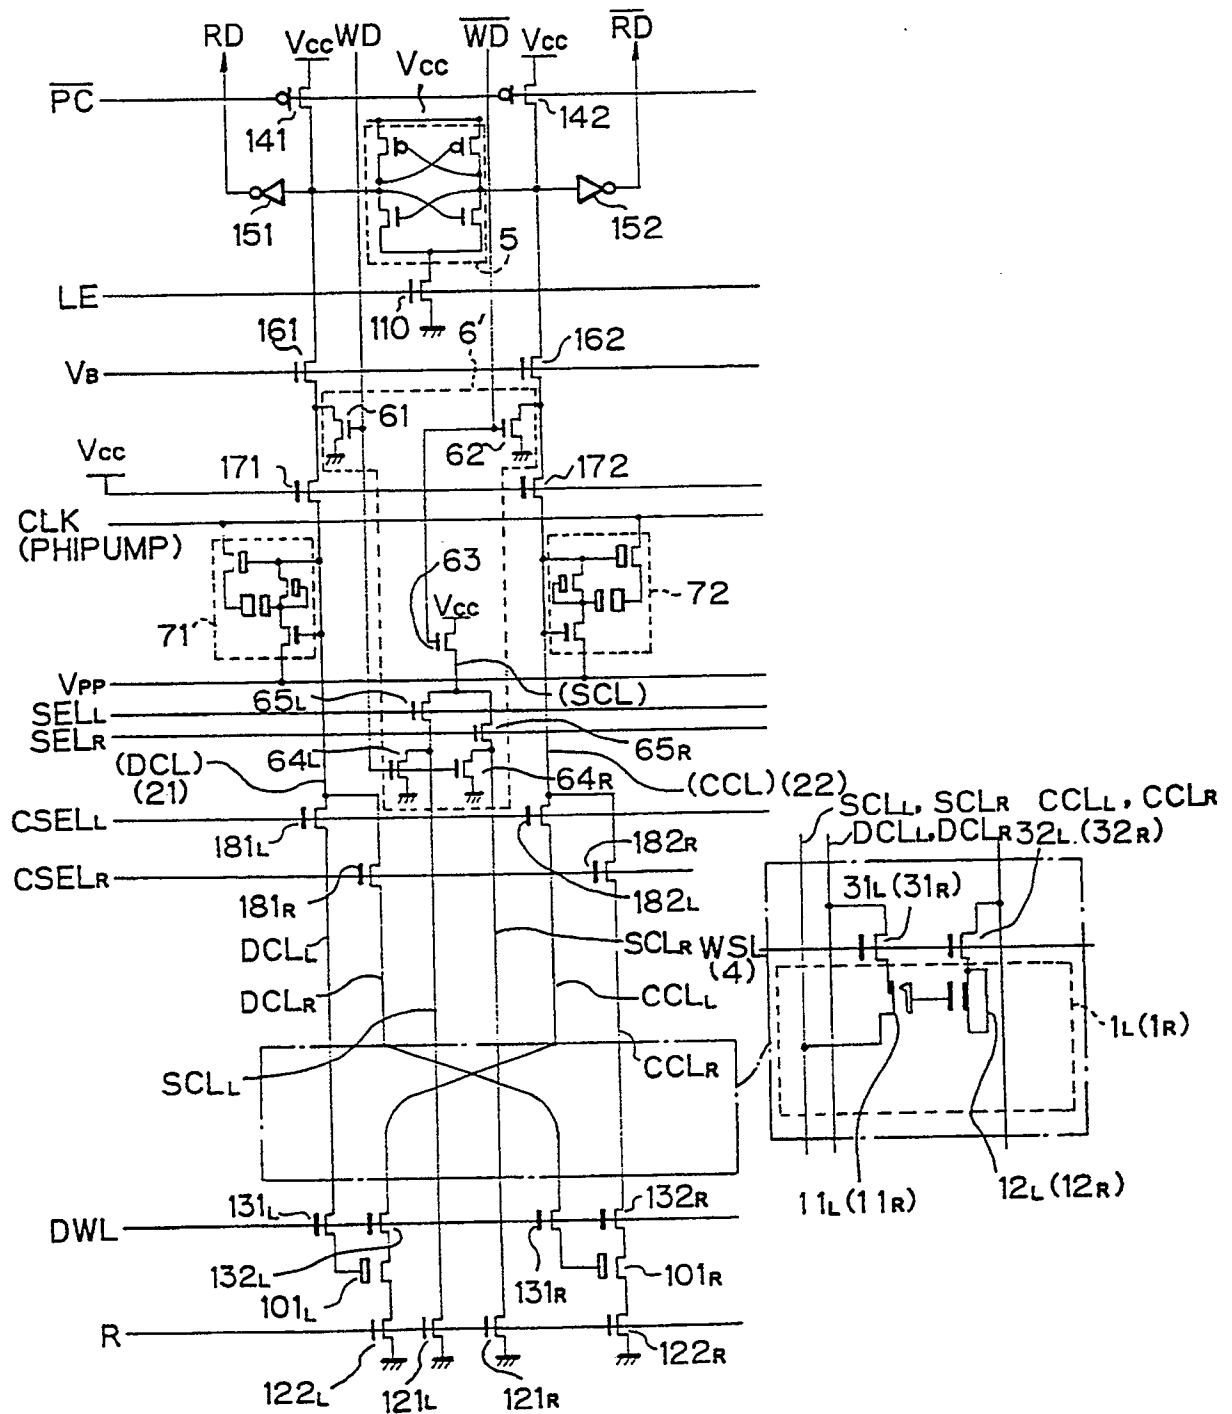 RD
Vcc
WD
W̅D̅
Vcc
R̅D̅
P̅C̅
Vcc
141
142
151
152
5
LE
110
161
6'
162
VB
61
62
Vcc
171
172
CLK
(PHIPUMP)
63
Vcc
71
72
VPP
(SCL)
65L
SELL
SELR
65R
64L
64R
(DCL)
(21)
(CCL)(22)
CSELL
181L
182R
CSELR
181R
182L
DCLL
SCLR
DCLR
CCLL
SCLL
CCLR
SCLL, SCLR CCLL, CCLR
DCLL, DCLR 32L.(32R)
31L(31R)
WSL
(4)
1L(1R)
11L(11R)
12L(12R)
131L
132R
DWL
132L
131R
101R
101L
R
122R
122L
121L
121R